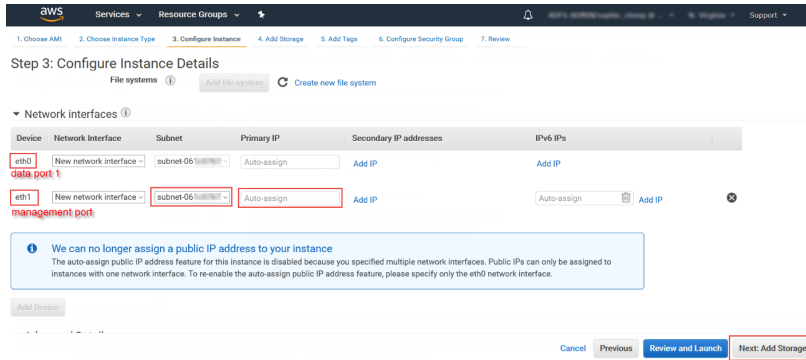 aws Services Resource Groups Support
1. Choose AMI 2. Choose Instance Type 3. Configure Instance 4. Add Storage 5. Add Tags 6. Configure Security Group 7. Review
Step 3: Configure Instance Details
File systems Add file system Create new file system
Network interfaces
Device Network Interface Subnet Primary IP Secondary IP addresses IPv6 IPs
eth0 New network interface subnet-06 Auto-assign Add IP Add IP
data port 1
eth1 New network interface subnet-06 Auto-assign Add IP Auto-assign Add IP
management port
We can no longer assign a public IP address to your instance
The auto-assign public IP address feature for this instance is disabled because you specified multiple network interfaces. Public IPs can only be assigned to
instances with one network interface. To re-enable the auto-assign public IP address feature, please specify only the eth0 network interface.
Add Device
Cancel Previous Review and Launch Next: Add Storage